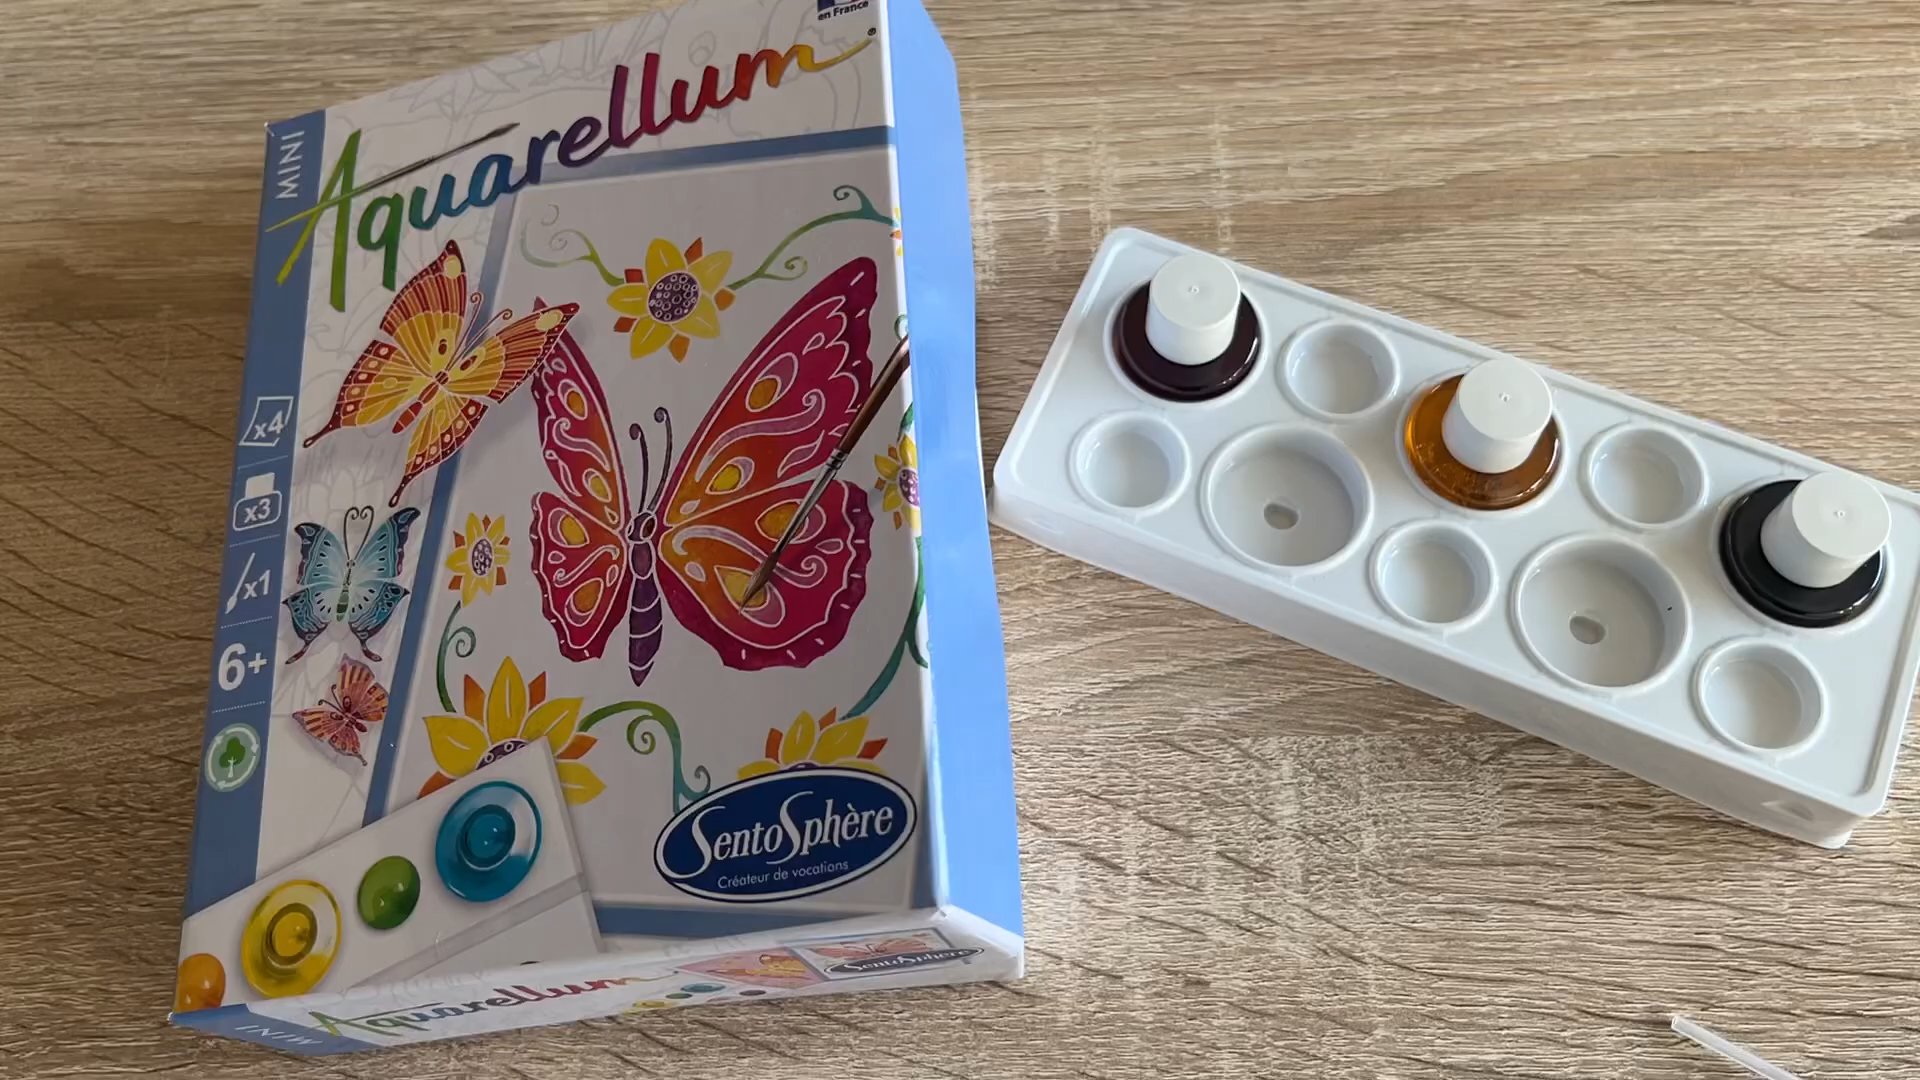 en France
Aquarellum
MINI
x4
x3
x1
6+
SentoSphère
Créateur de vocations
Aquarellum
SentoSphère
MINI